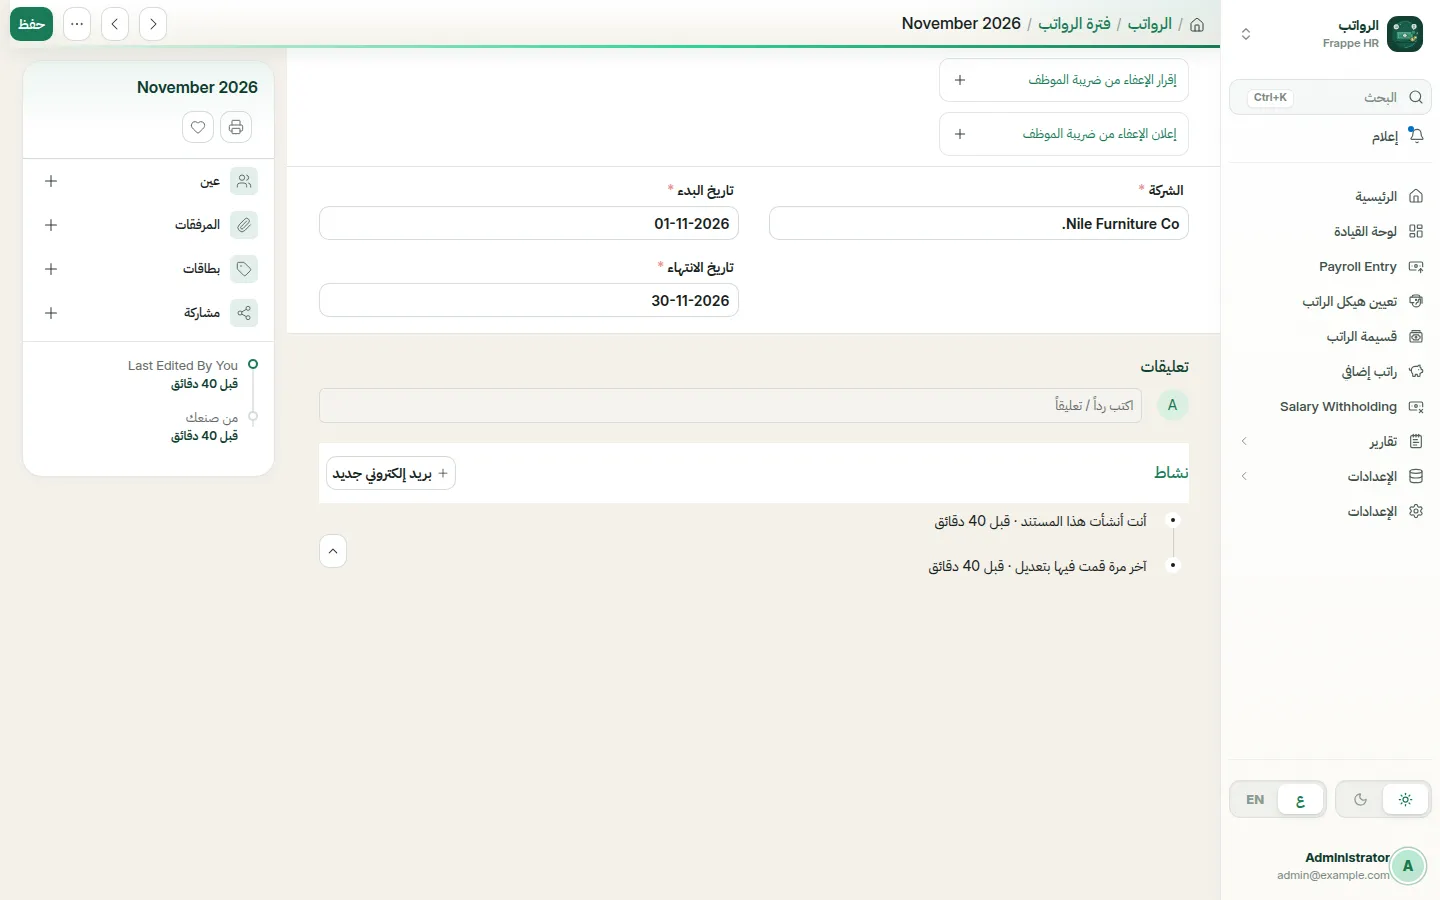 الرواتب
Frappe HR
البحث
Ctrl+K
إعلام
الرئيسية
لوحة القيادة
Payroll Entry
تعيين هيكل الراتب
قسيمة الراتب
راتب إضافي
Salary Withholding
تقارير
الإعدادات
الإعدادات
ع
EN
Administrator
admin@example.com
A
الرواتب / فترة الرواتب / November 2026
حفظ
إقرار الإعفاء من ضريبة الموظف
إعلان الإعفاء من ضريبة الموظف
الشركة *
Nile Furniture Co.
تاريخ البدء *
01-11-2026
تاريخ الانتهاء *
30-11-2026
تعليقات
A
اكتب رداً / تعليقاً
نشاط
بريد إلكتروني جديد
أنت أنشأت هذا المستند · قبل 40 دقائق
آخر مرة قمت فيها بتعديل · قبل 40 دقائق
November 2026
عين
المرفقات
بطاقات
مشاركة
Last Edited By You
قبل 40 دقائق
من صنعك
قبل 40 دقائق